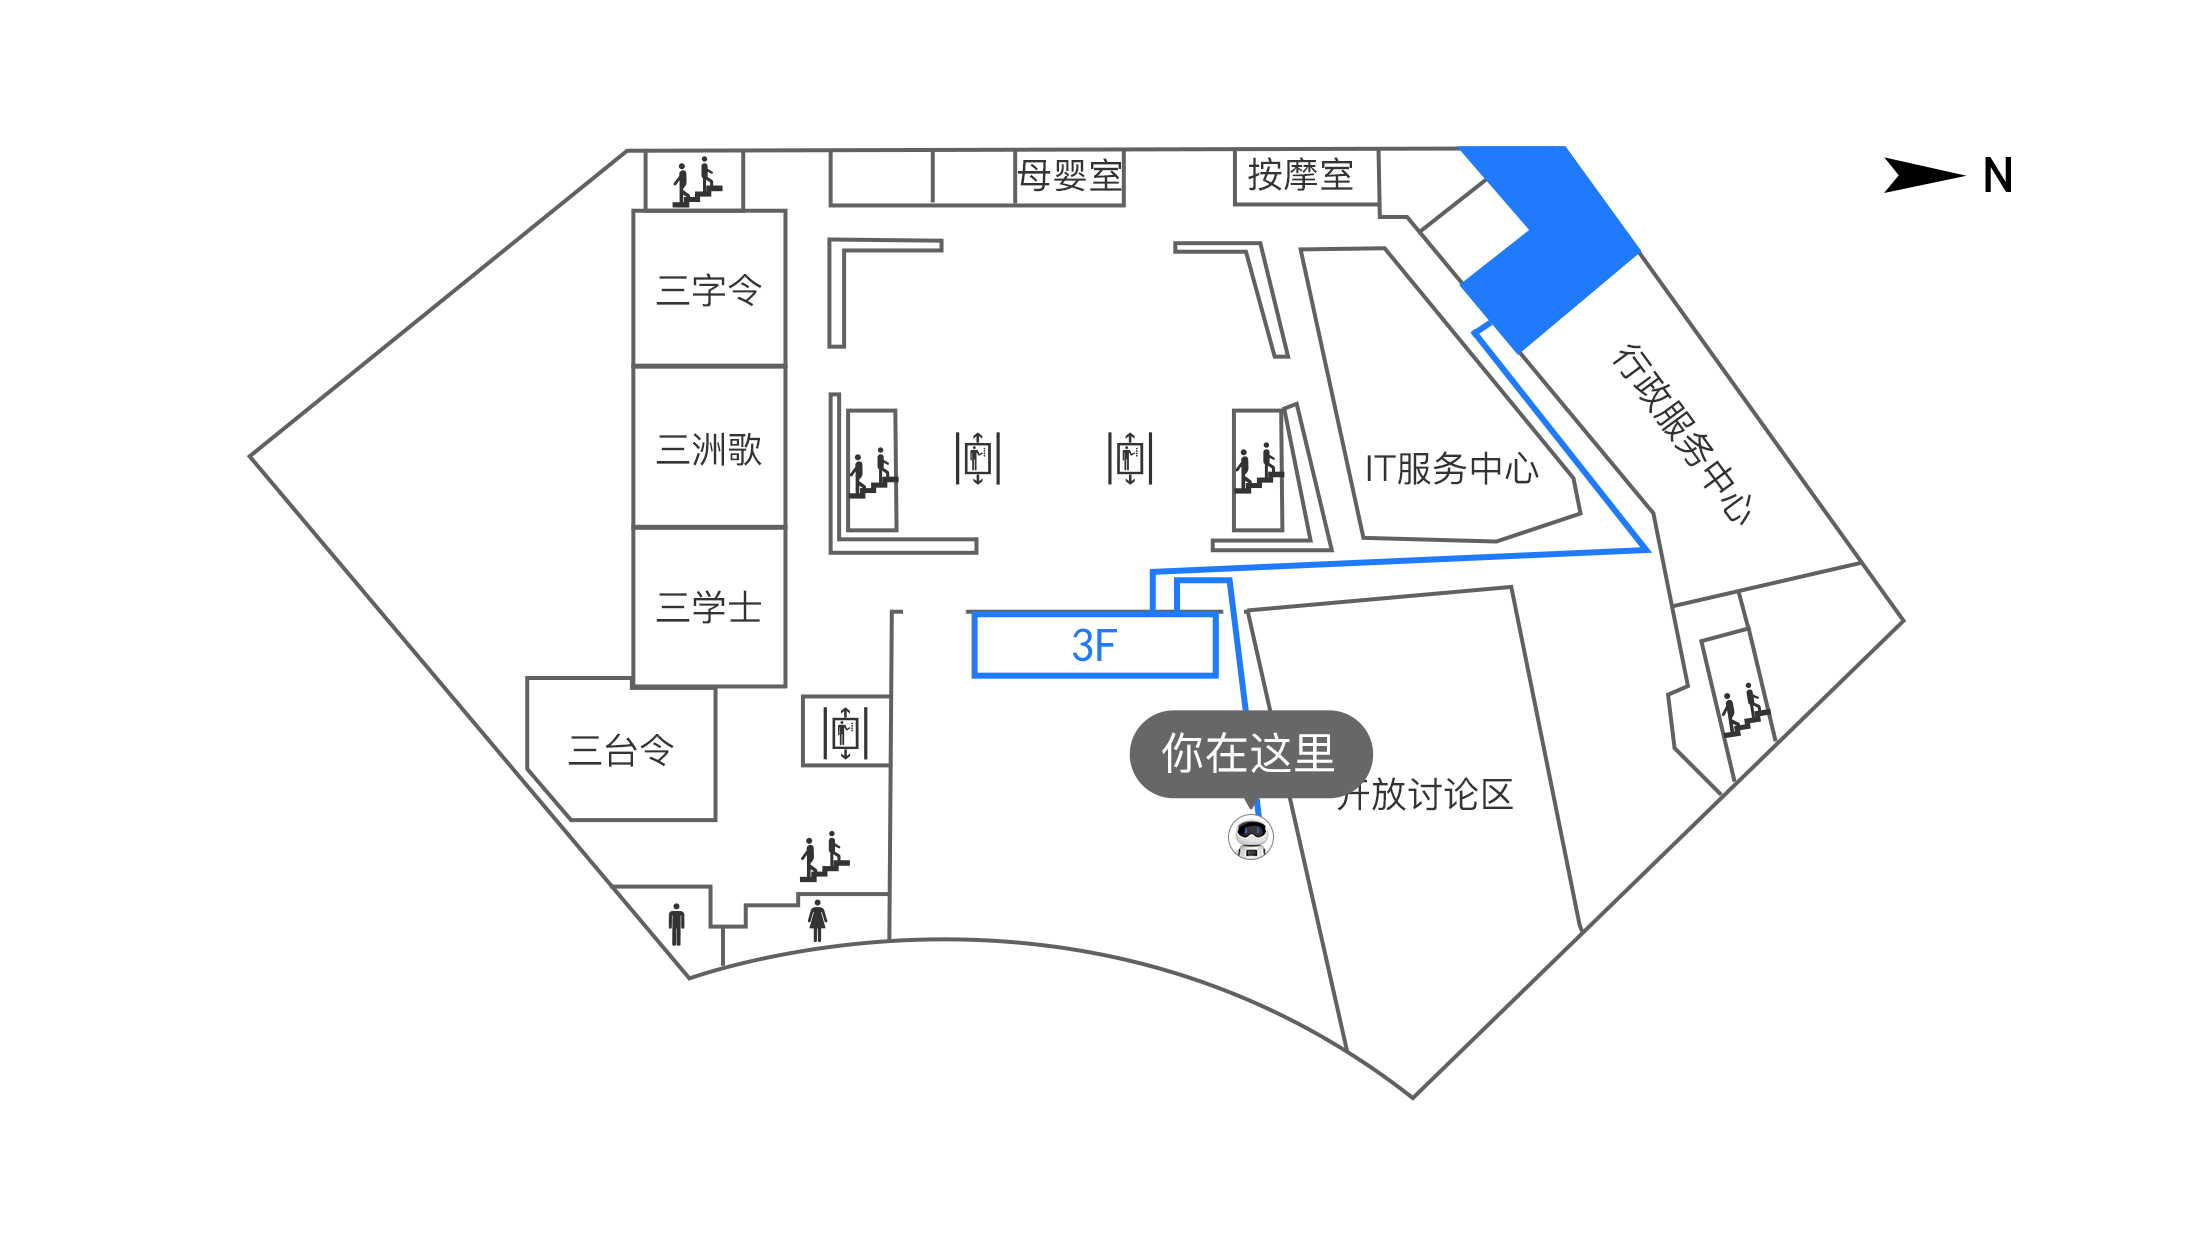 母婴室
按摩室
N
三字令
行政服务中心
三洲歌
IT服务中心
三学士
3F
三台令
你在这里
开放讨论区